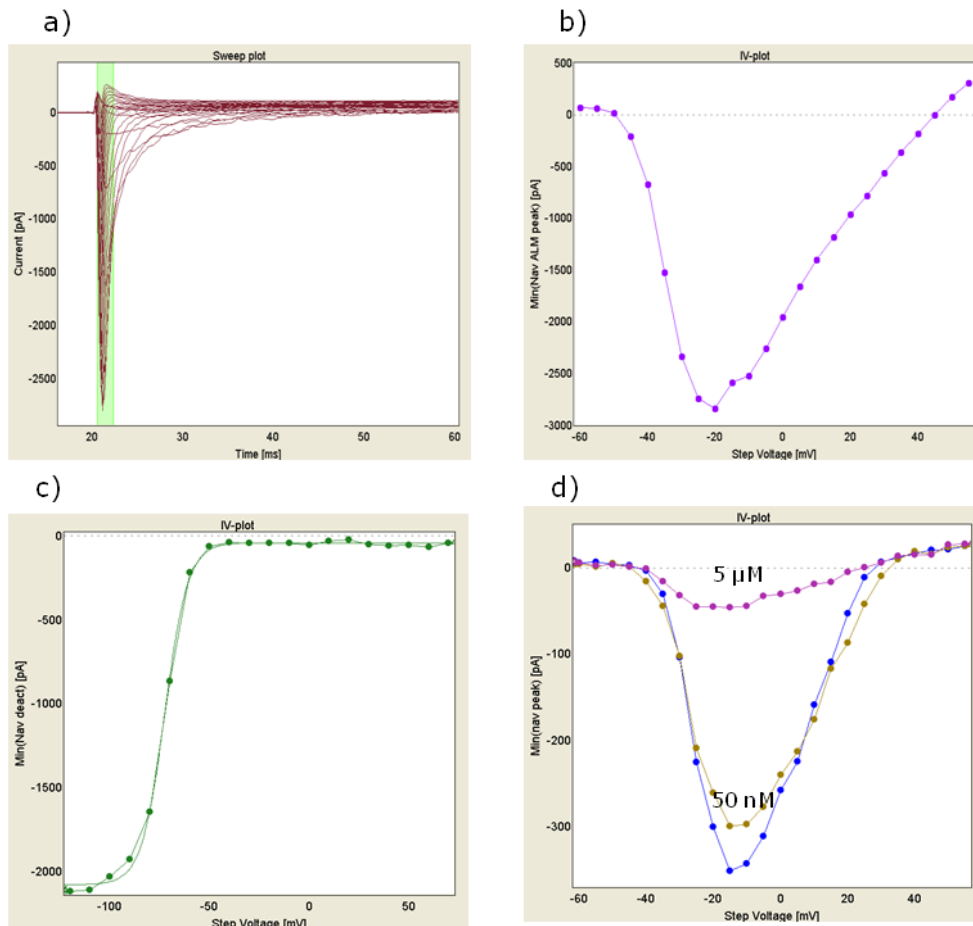 a)
Sweep plot
0
-500
-1000
-1500
-2000
-2500
Current [pA]
20 30 40 50 60
Time [ms]
b)
IV-plot
500
0
-500
-1000
-1500
-2000
-2500
-3000
Min(Nav ALM peak) [pA]
-60 -40 -20 0 20 40
Step Voltage [mV]
c)
IV-plot
0
-500
-1000
-1500
-2000
Min(Nav deact) [pA]
-100 -50 0 50
Step Voltage [mV]
d)
IV-plot
0
-100
-200
-300
Min(nav peak) [pA]
5 µM
50 nM
-60 -40 -20 0 20 40
Step Voltage [mV]